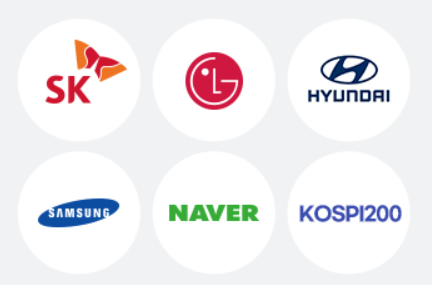 SK
LG
HYUNDAI
SAMSUNG
NAVER
KOSPI200